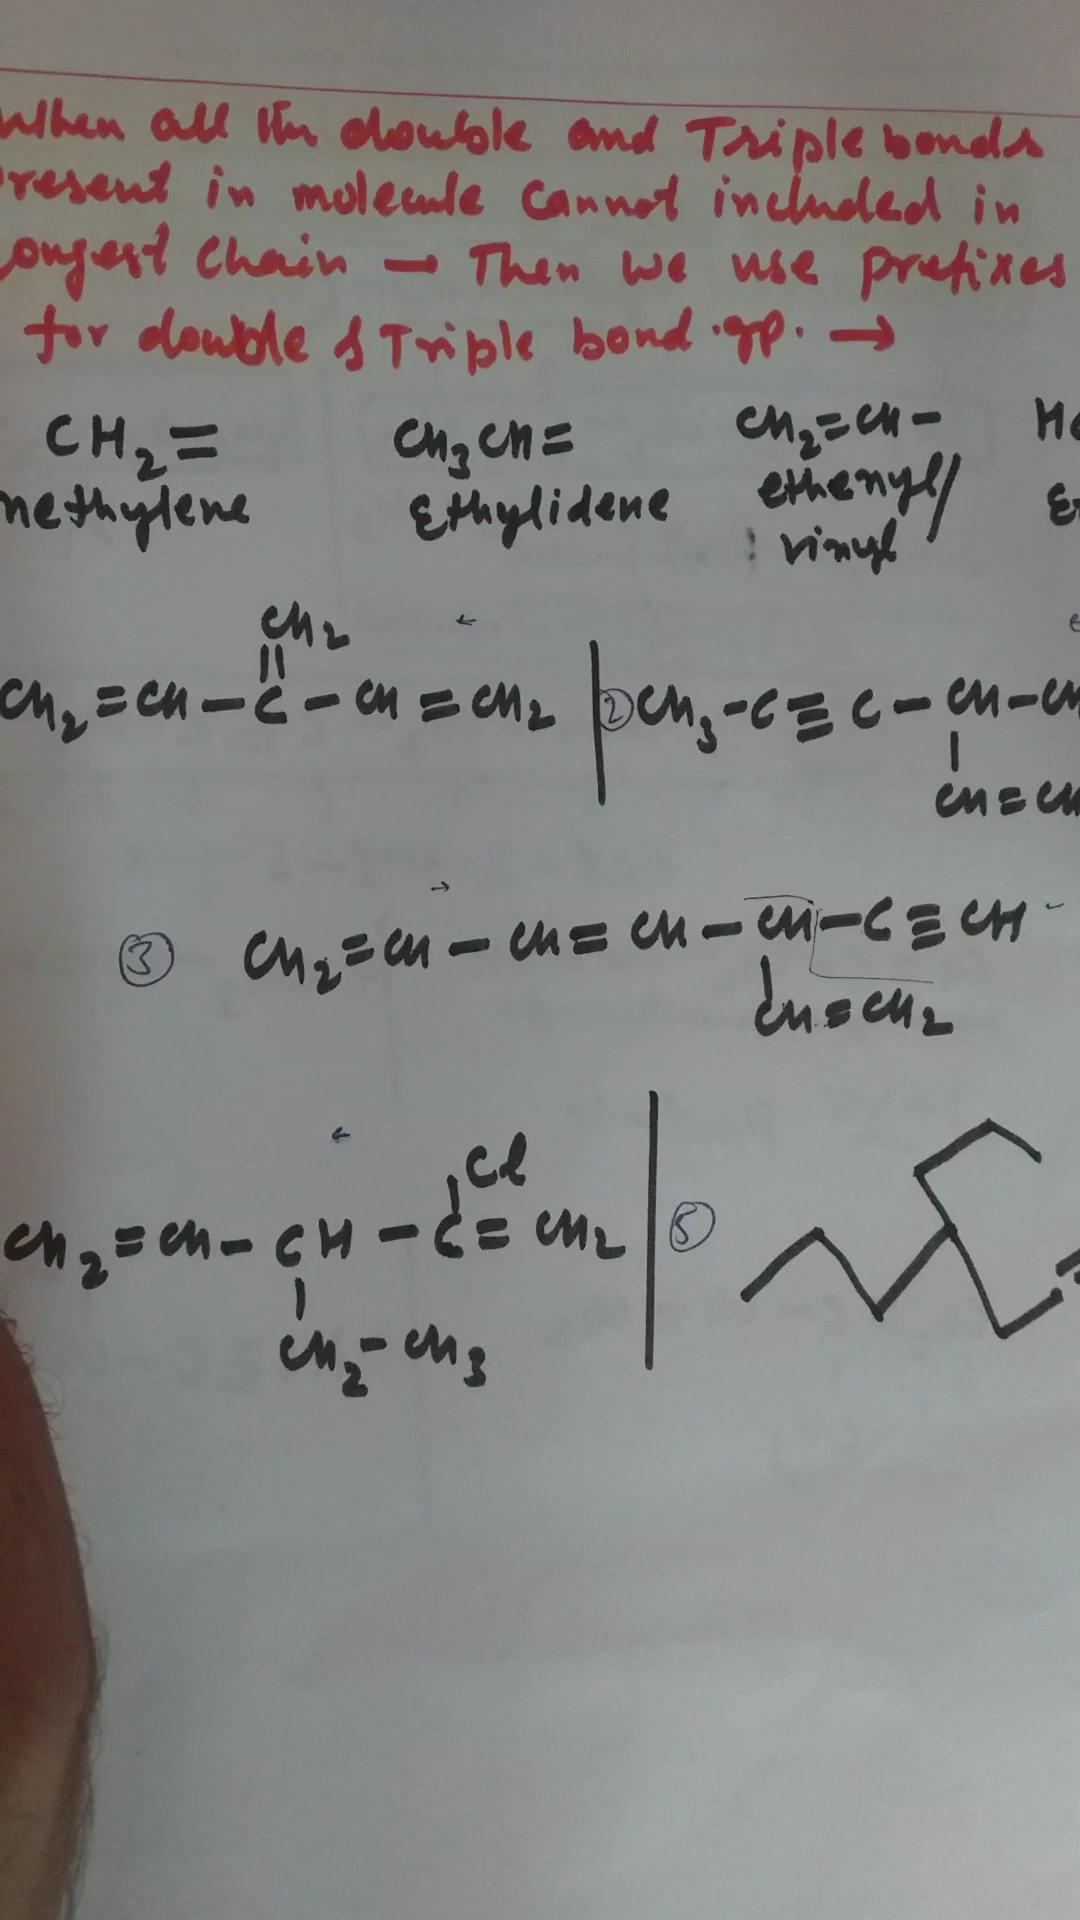 When all the double and Triple bonds
present in molecule cannot included in
Longest Chain → Then we use prefixes
for double & Triple bond gp. →
CH2= CH3CH= CH2=CH-
methylene Ethylidene ethenyl/
vinyl
CH2
||
CH2=CH-C-CH=CH2 | ② CH3-C≡C-CH-
|
CH=
③ CH2=CH-CH=CH-CH-C≡CH
|
CH=CH2
Cl
|
CH2=CH-CH-C=CH2 | ⑤
|
CH2-CH3